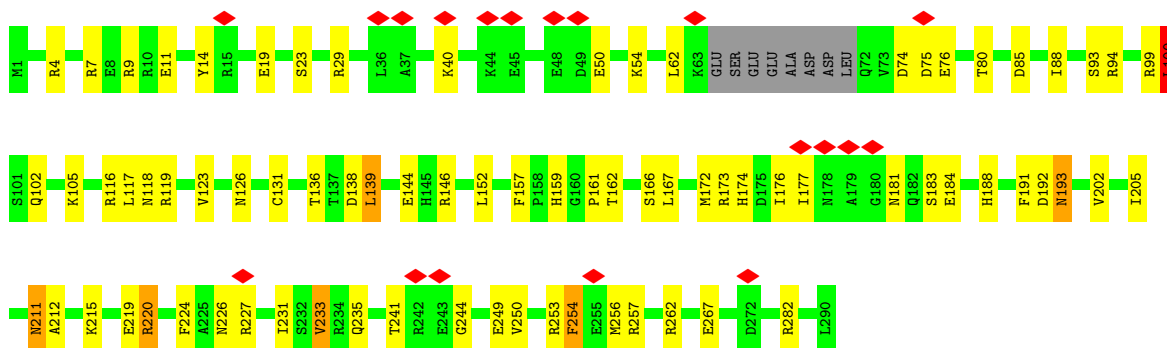 M1 R4 R7 E8 R9 R10 E11 Y14 R15 E19 S23 R29 L36 A37 K40 K44 E45 E48 D49 E50 K54 L62 K63 GLU SER GLU GLU ALA ASP ASP LEU Q72 V73 D74 D75 E76 T80 D85 I88 S93 R94 R99
S101 Q102 K105 R116 L117 N118 R119 V123 N126 C131 T136 T137 D138 L139 E144 H145 R146 L152 F157 P158 H159 G160 P161 T162 S166 L167 M172 R173 H174 D175 I176 I177 N178 A179 G180 N181 Q182 S183 E184 H188 F191 D192 N193 V202 I205
N211 A212 K215 E219 R220 F224 A225 N226 R227 I231 S232 V233 R234 Q235 T241 R242 E243 G244 E249 V250 R253 F254 E255 M256 R257 R262 E267 D272 R282 L290